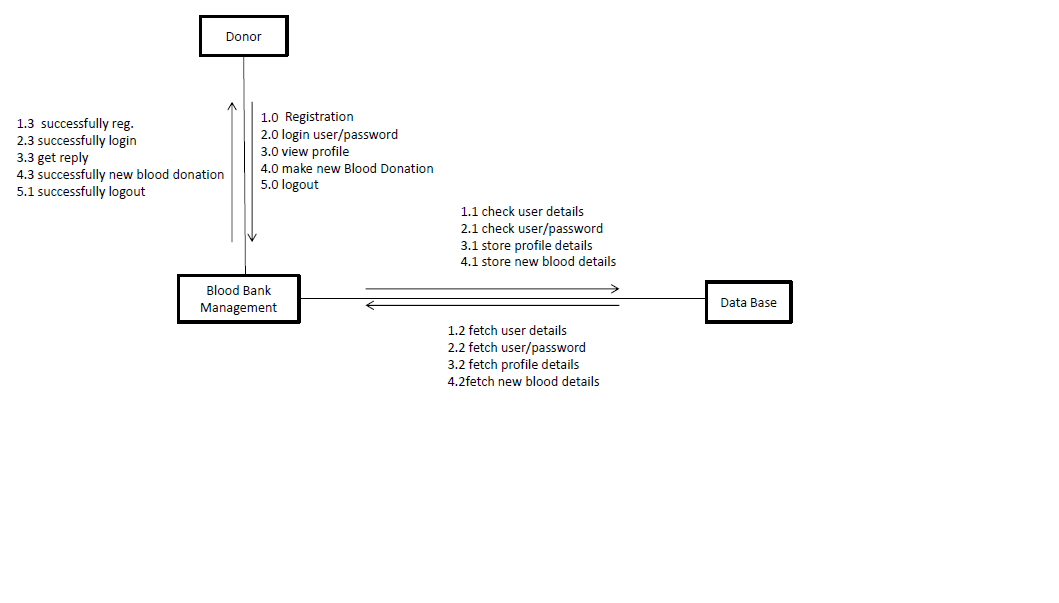 Donor
1.3  successfully reg.
2.3 successfully login
3.3 get reply
4.3 successfully new blood donation
5.1 successfully logout
1.0  Registration
2.0 login user/password
3.0 view profile
4.0 make new Blood Donation
5.0 logout
1.1 check user details
2.1 check user/password
3.1 store profile details
4.1 store new blood details
Blood Bank
Management
Data Base
1.2 fetch user details
2.2 fetch user/password
3.2 fetch profile details
4.2fetch new blood details